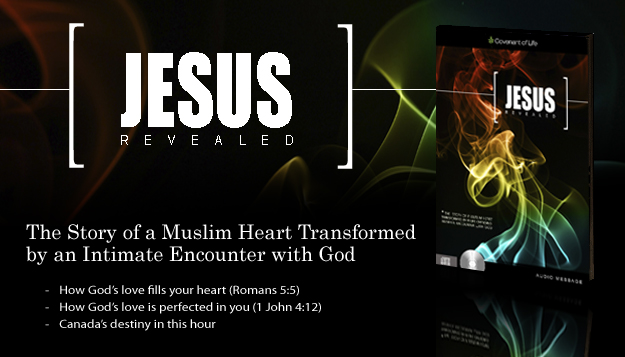 JESUS
REVEALED
The Story of a Muslim Heart Transformed
by an Intimate Encounter with God
- How God's love fills your heart (Romans 5:5)
- How God's love is perfected in you (1 John 4:12)
- Canada's destiny in this hour
Covenant of Life
JESUS
REVEALED
AUDIO MESSAGE